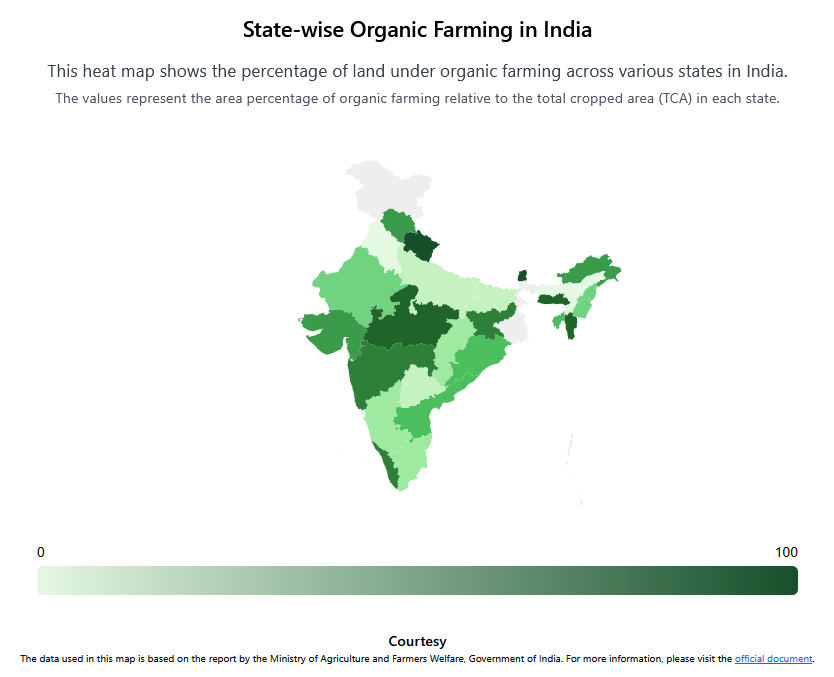 State-wise Organic Farming in India
This heat map shows the percentage of land under organic farming across various states in India.
The values represent the area percentage of organic farming relative to the total cropped area (TCA) in each state.
0 100
Courtesy
The data used in this map is based on the report by the Ministry of Agriculture and Farmers Welfare, Government of India. For more information, please visit the official document.